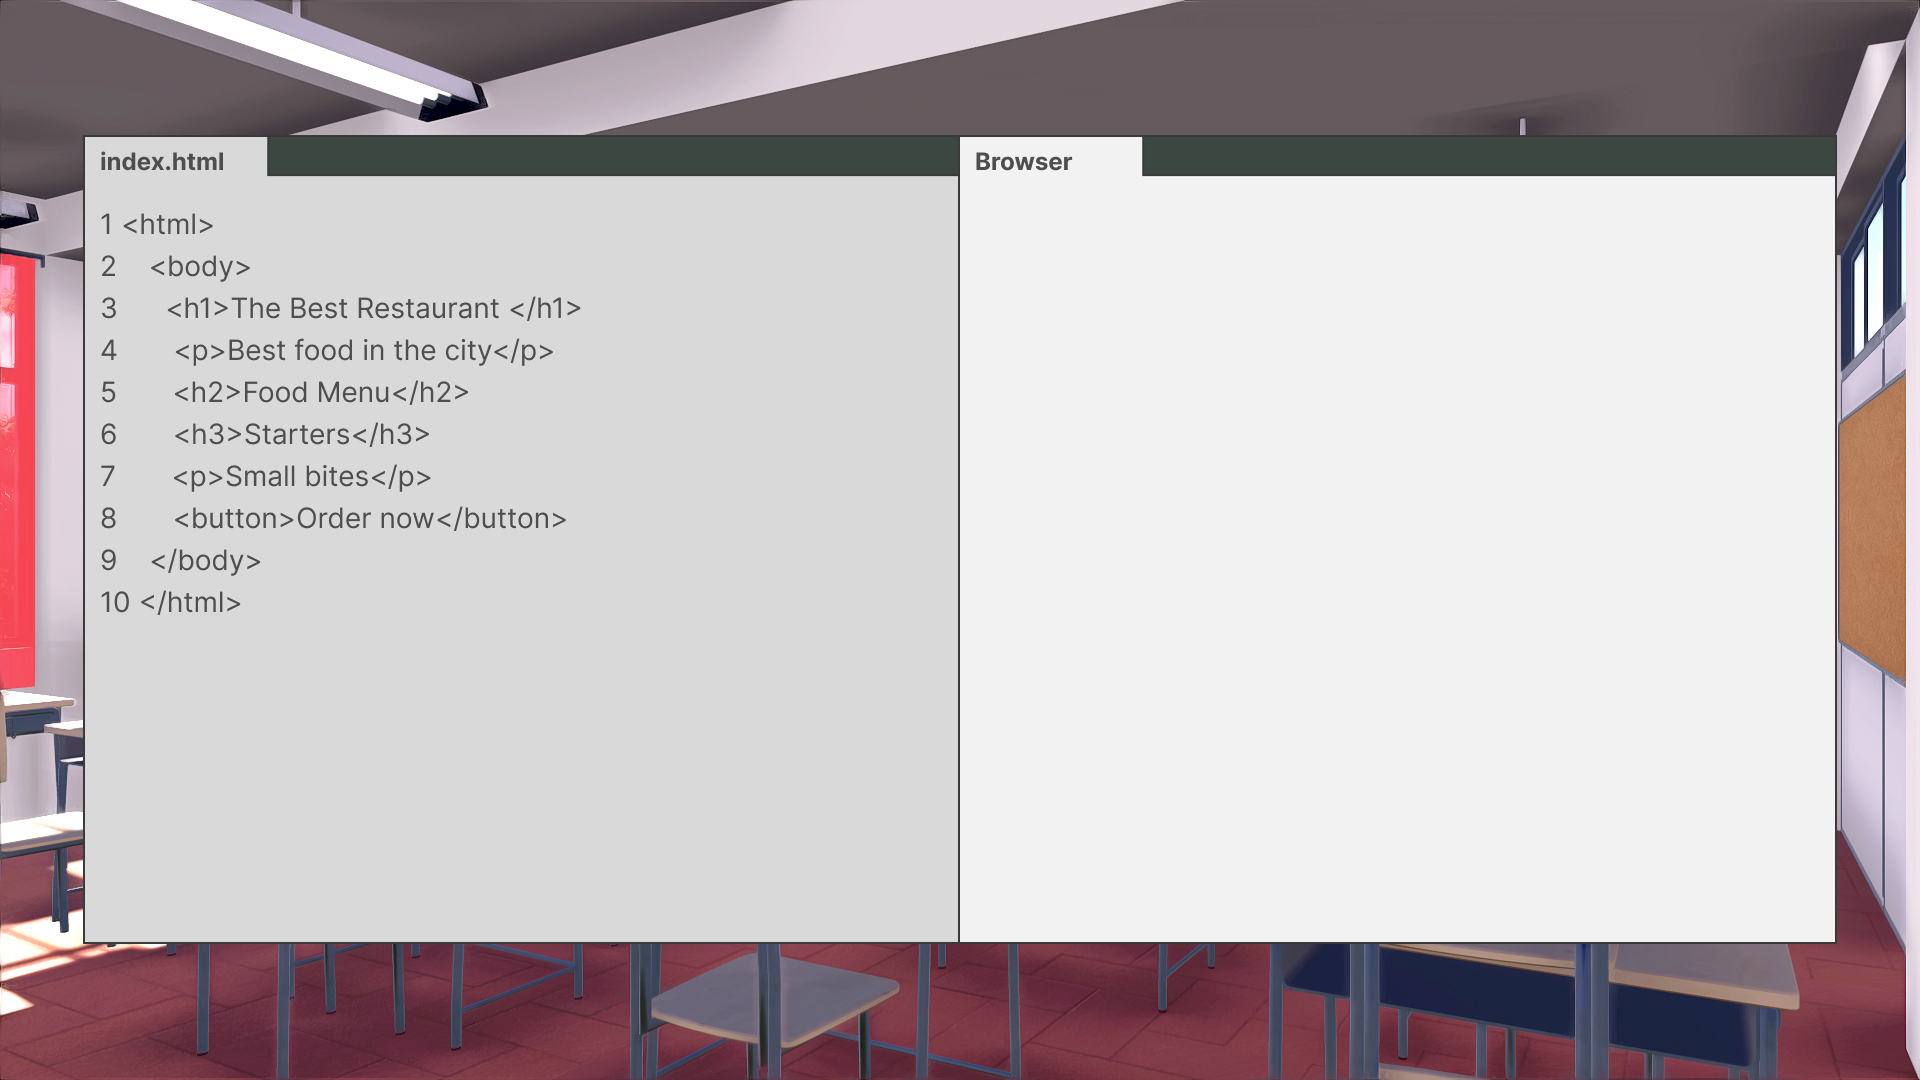 index.html
1 <html>
2 <body>
3 <h1>The Best Restaurant </h1>
4 <p>Best food in the city</p>
5 <h2>Food Menu</h2>
6 <h3>Starters</h3>
7 <p>Small bites</p>
8 <button>Order now</button>
9 </body>
10 </html>
Browser